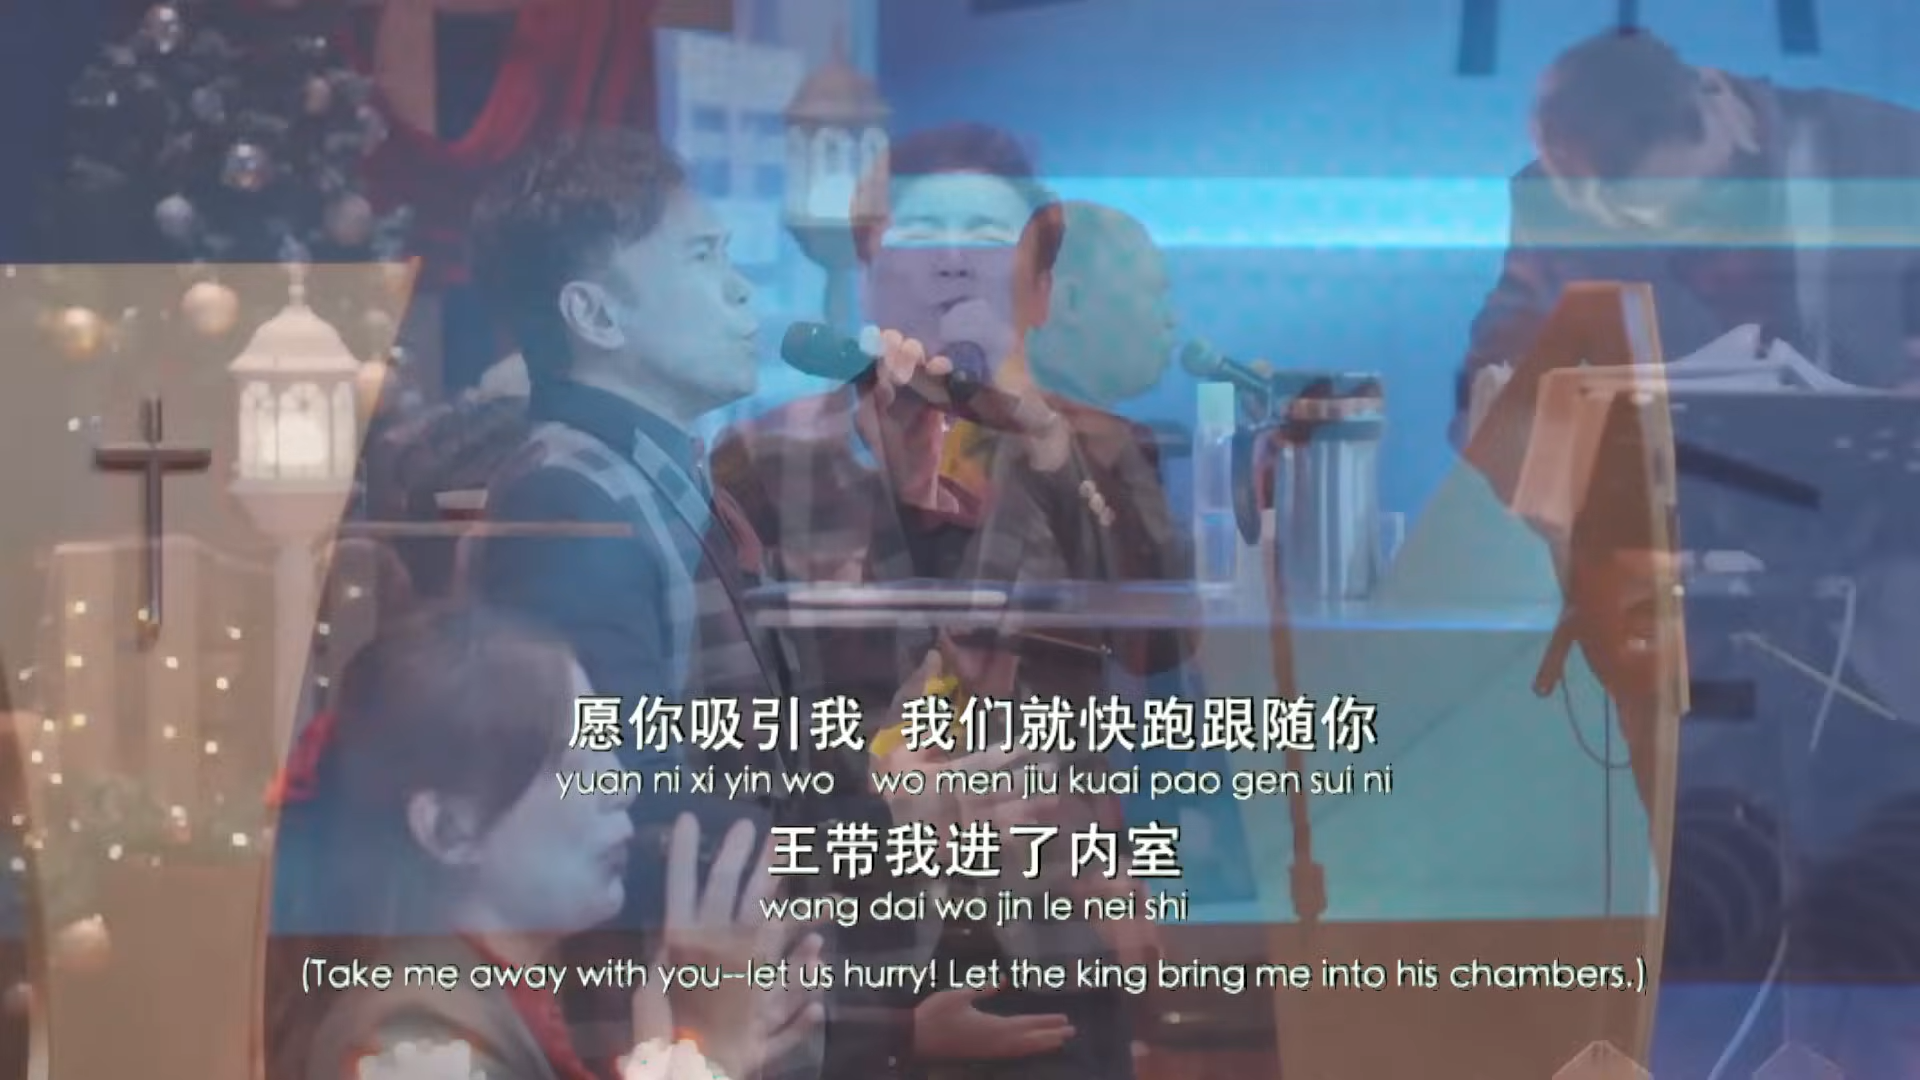 愿你吸引我 我们就快跑跟随你
yuan ni xi yin wo wo men jiu kuai pao gen sui ni
王带我进了内室
wang dai wo jin le nei shi
(Take me away with you--let us hurry! Let the king bring me into his chambers.)